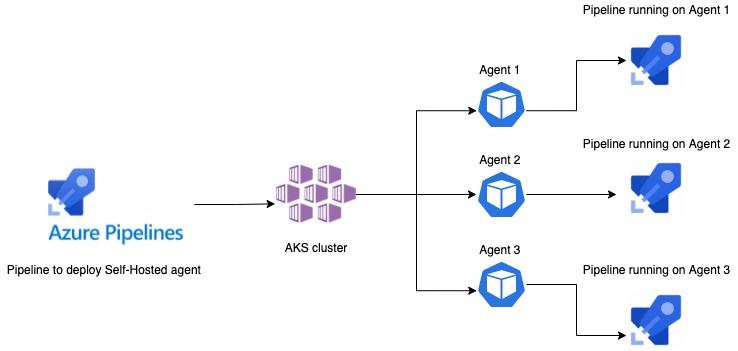 Pipeline running on Agent 1
Agent 1
Pipeline running on Agent 2
Agent 2
Azure Pipelines
AKS cluster
Agent 3
Pipeline to deploy Self-Hosted agent
Pipeline running on Agent 3